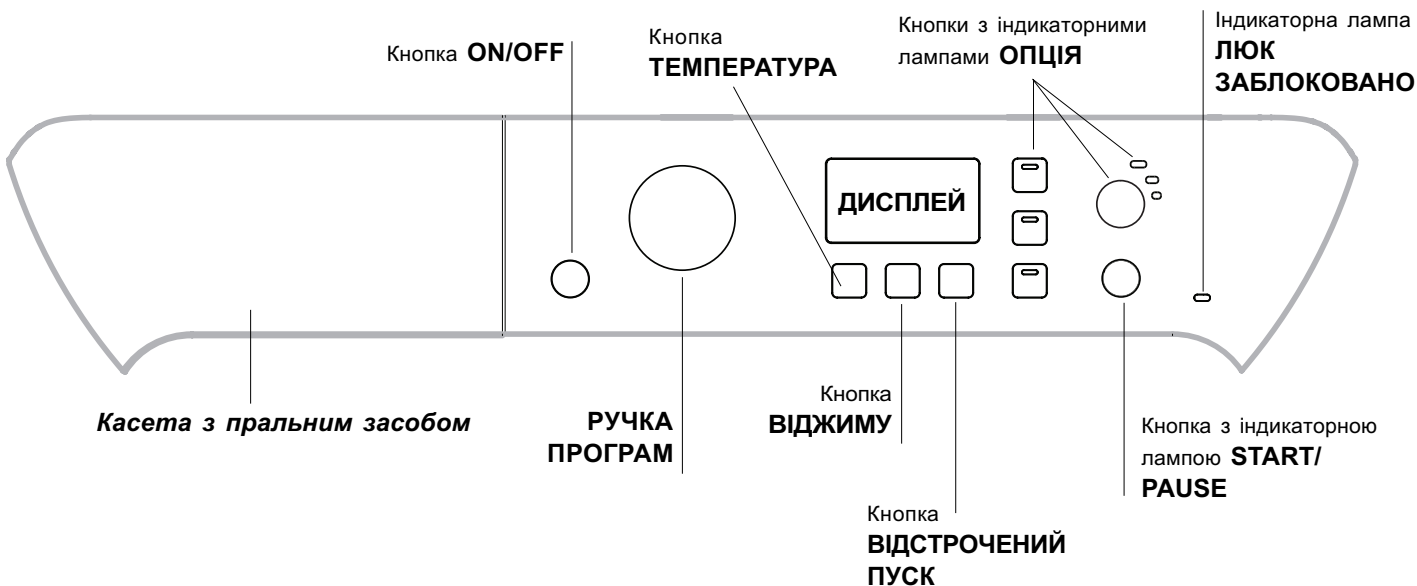 Кнопка ON/OFF
Кнопка
ТЕМПЕРАТУРА
Кнопки з індикаторними
лампами ОПЦІЯ
Індикаторна лампа
ЛЮК
ЗАБЛОКОВАНО
ДИСПЛЕЙ
Касета з пральним засобом
РУЧКА
ПРОГРАМ
Кнопка
ВІДЖИМУ
Кнопка
ВІДСТРОЧЕНИЙ
ПУСК
Кнопка з індикаторною
лампою START/
PAUSE